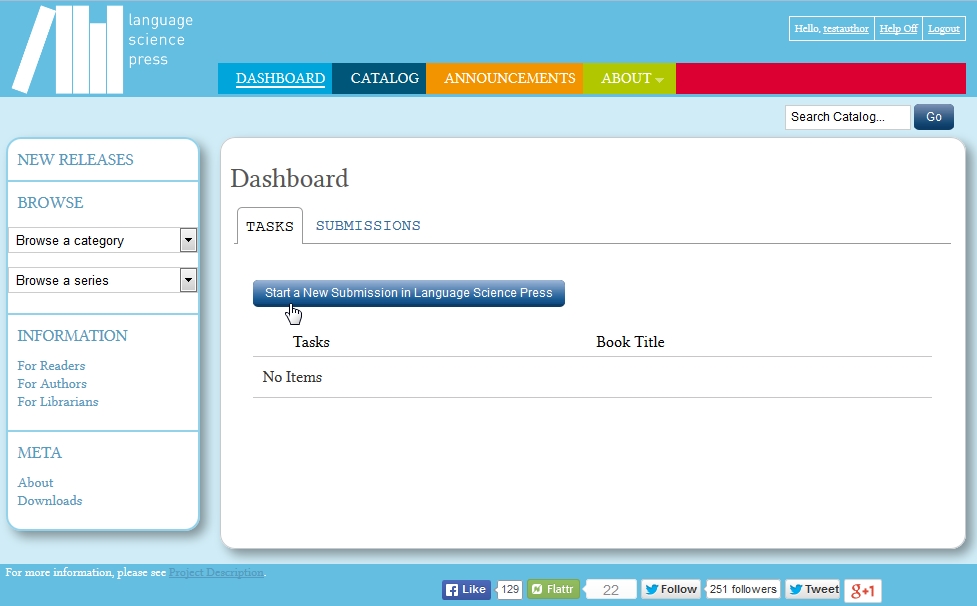 language
science
press
Hello, testauthor Help Off Logout
DASHBOARD CATALOG ANNOUNCEMENTS ABOUT
Search Catalog... Go
NEW RELEASES
BROWSE
Browse a category
Browse a series
INFORMATION
For Readers
For Authors
For Librarians
META
About
Downloads
Dashboard
TASKS SUBMISSIONS
Start a New Submission in Language Science Press
Tasks Book Title
No Items
For more information, please see Project Description.
Like 129 Flattr 22 Follow 251 followers Tweet g+1